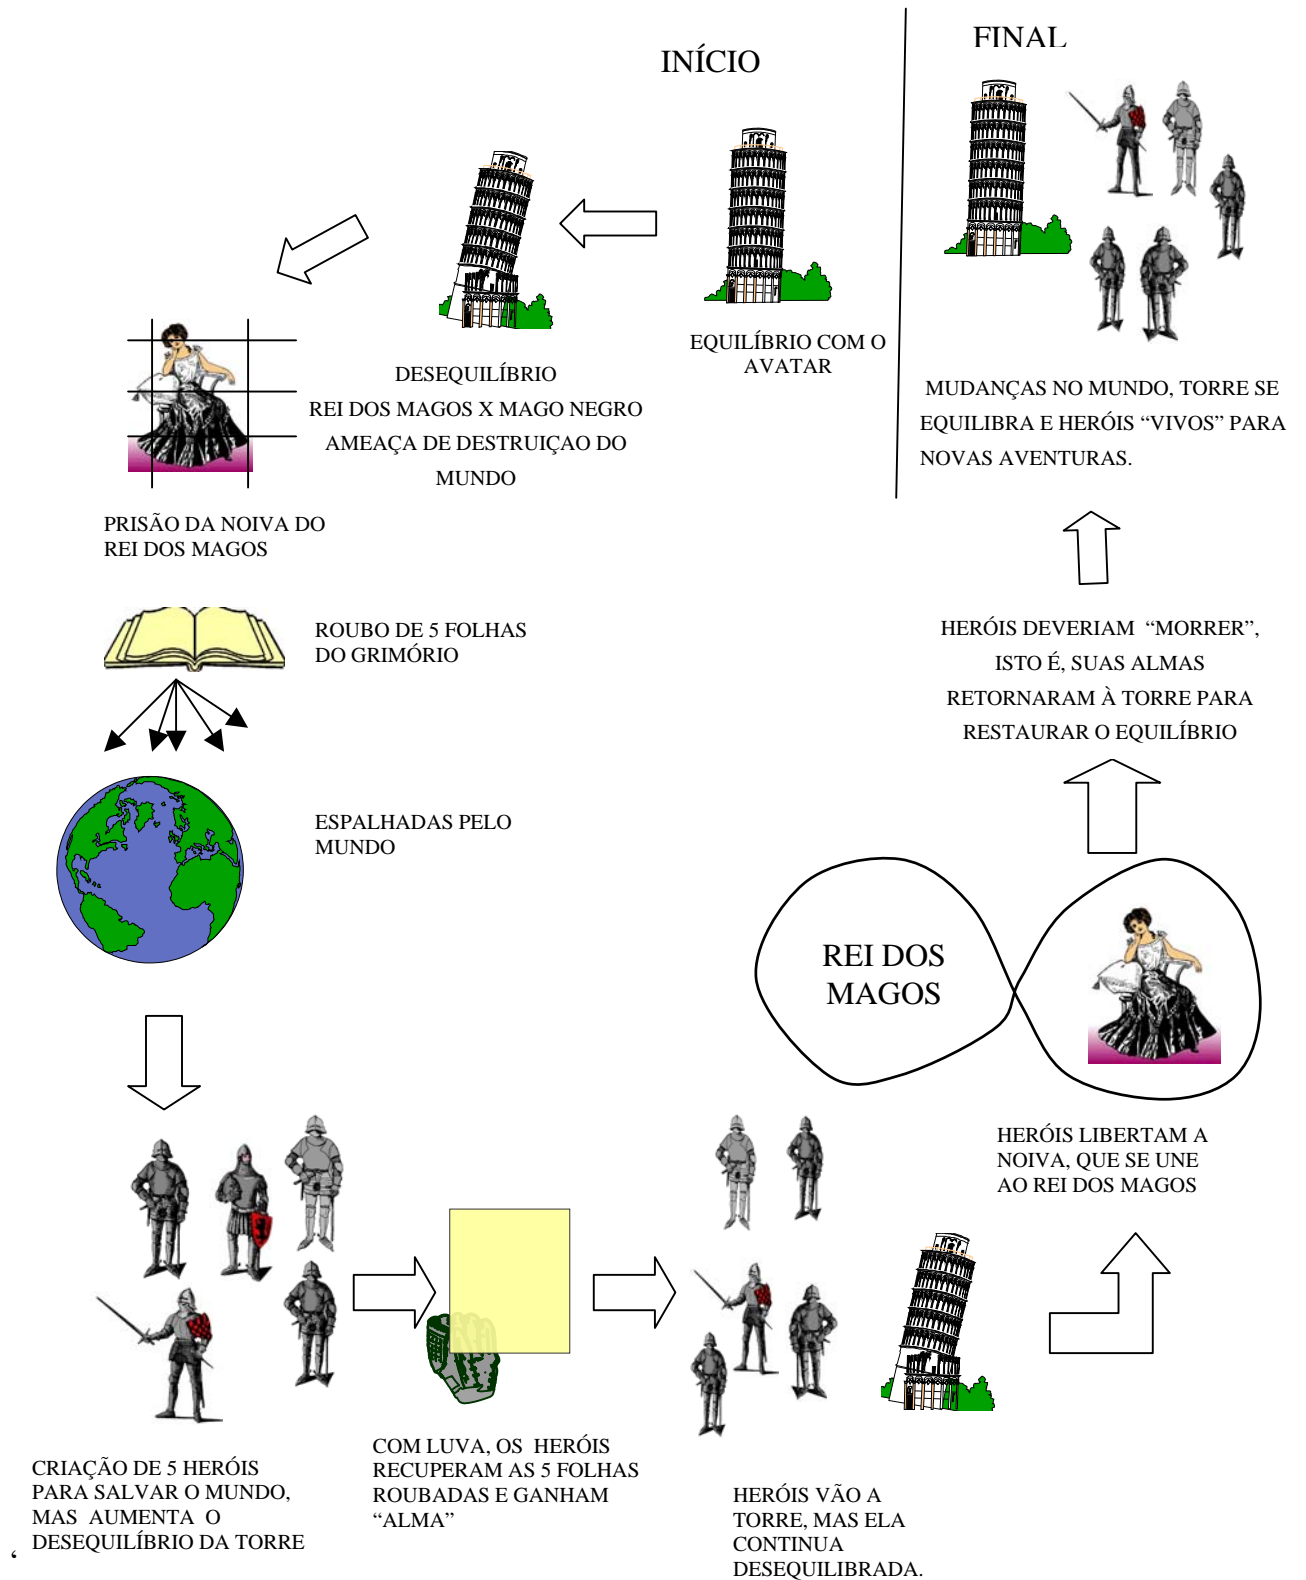 INÍCIO
EQUILÍBRIO COM O
AVATAR
DESEQUILÍBRIO
REI DOS MAGOS X MAGO NEGRO
AMEAÇA DE DESTRUIÇAO DO
MUNDO
PRISÃO DA NOIVA DO
REI DOS MAGOS
ROUBO DE 5 FOLHAS
DO GRIMÓRIO
ESPALHADAS PELO
MUNDO
CRIAÇÃO DE 5 HERÓIS
PARA SALVAR O MUNDO,
MAS AUMENTA O
DESEQUILÍBRIO DA TORRE
‘
COM LUVA, OS HERÓIS
RECUPERAM AS 5 FOLHAS
ROUBADAS E GANHAM
“ALMA”
HERÓIS VÃO A
TORRE, MAS ELA
CONTINUA
DESEQUILIBRADA.
HERÓIS LIBERTAM A
NOIVA, QUE SE UNE
AO REI DOS MAGOS
REI DOS
MAGOS
HERÓIS DEVERIAM “MORRER”,
ISTO É, SUAS ALMAS
RETORNARAM À TORRE PARA
RESTAURAR O EQUILÍBRIO
FINAL
MUDANÇAS NO MUNDO, TORRE SE
EQUILIBRA E HERÓIS “VIVOS” PARA
NOVAS AVENTURAS.